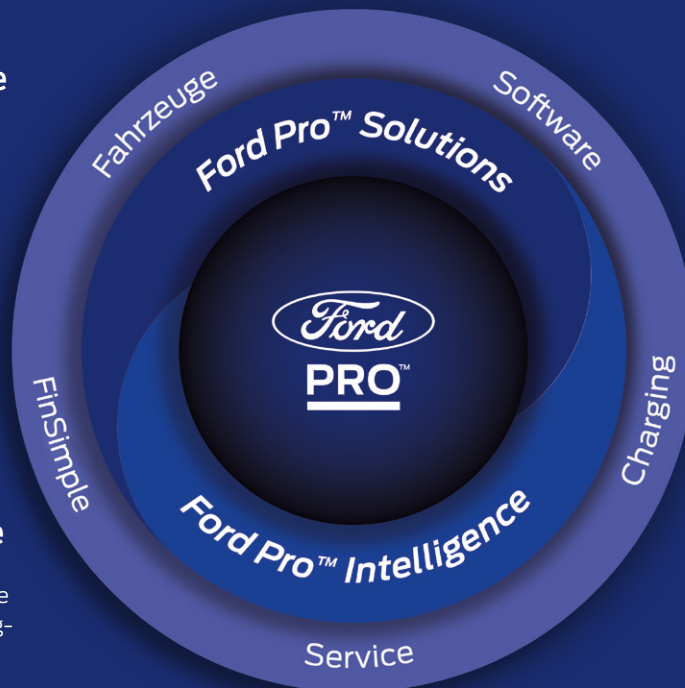 Fahrzeuge
Software
Ford Pro™ Solutions
Ford
PRO™
FinSimple
Charging
Ford Pro™ Intelligence
Service